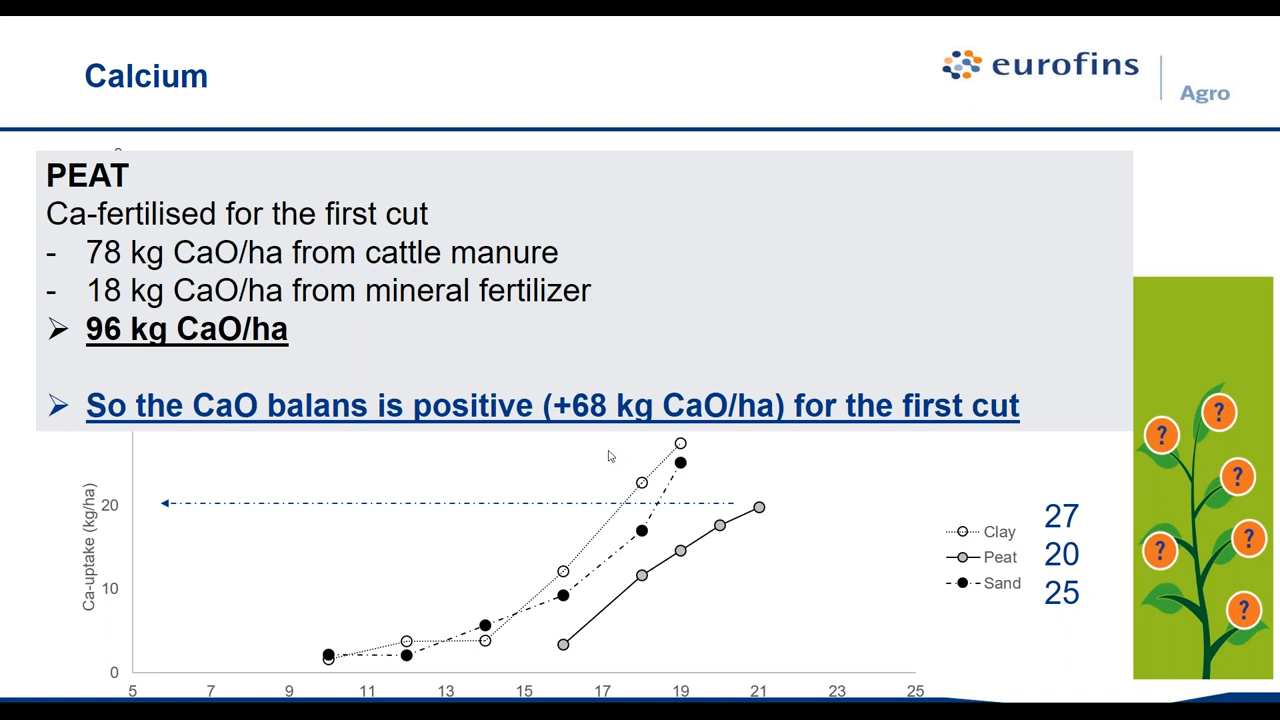 Calcium
eurofins
Agro
PEAT
Ca-fertilised for the first cut
- 78 kg CaO/ha from cattle manure
- 18 kg CaO/ha from mineral fertilizer
➢ 96 kg CaO/ha
➢ So the CaO balans is positive (+68 kg CaO/ha) for the first cut
Ca-uptake (kg/ha)
20
10
0
5 7 9 11 13 15 17 19 21 23 25
Clay 27
Peat 20
Sand 25
?
?
?
?
?
?